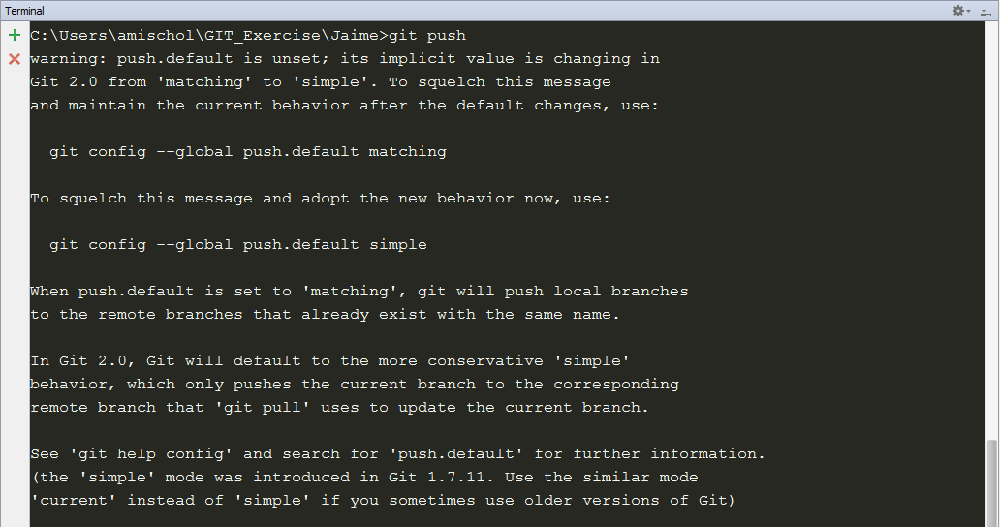 Terminal
C:\Users\amischol\GIT_Exercise\Jaime>git push
warning: push.default is unset; its implicit value is changing in
Git 2.0 from 'matching' to 'simple'. To squelch this message
and maintain the current behavior after the default changes, use:
git config --global push.default matching
To squelch this message and adopt the new behavior now, use:
git config --global push.default simple
When push.default is set to 'matching', git will push local branches
to the remote branches that already exist with the same name.
In Git 2.0, Git will default to the more conservative 'simple'
behavior, which only pushes the current branch to the corresponding
remote branch that 'git pull' uses to update the current branch.
See 'git help config' and search for 'push.default' for further information.
(the 'simple' mode was introduced in Git 1.7.11. Use the similar mode
'current' instead of 'simple' if you sometimes use older versions of Git)